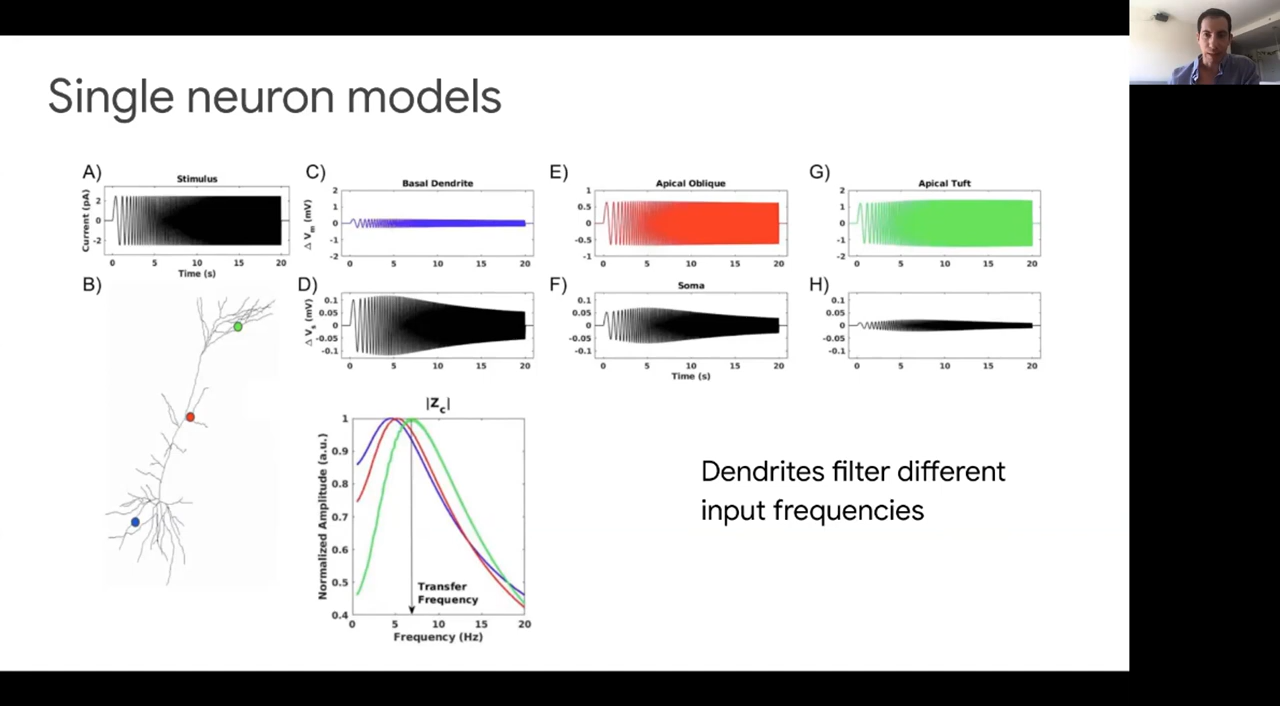 Single neuron models
A)
Stimulus
Current (pA)
2
0
-2
0 5 10 15 20
Time (s)
C)
Basal Dendrite
Δ Vm (mV)
2
1
0
-1
-2
0 5 10 15 20
E)
Apical Oblique
1
0.5
0
-0.5
-1
0 5 10 15 20
G)
Apical Tuft
2
1
0
-1
-2
0 5 10 15 20
B)
D)
Δ Vs (mV)
0.1
0.05
0
-0.05
-0.1
0 5 10 15 20
F)
Soma
0.1
0.05
0
-0.05
-0.1
0 5 10 15 20
Time (s)
H)
0.1
0.05
0
-0.05
-0.1
0 5 10 15 20
|Zc|
Normalized Amplitude (a.u.)
1
0.9
0.8
0.7
0.6
0.5
0.4
Transfer
Frequency
0 5 10 15 20
Frequency (Hz)
Dendrites filter different
input frequencies